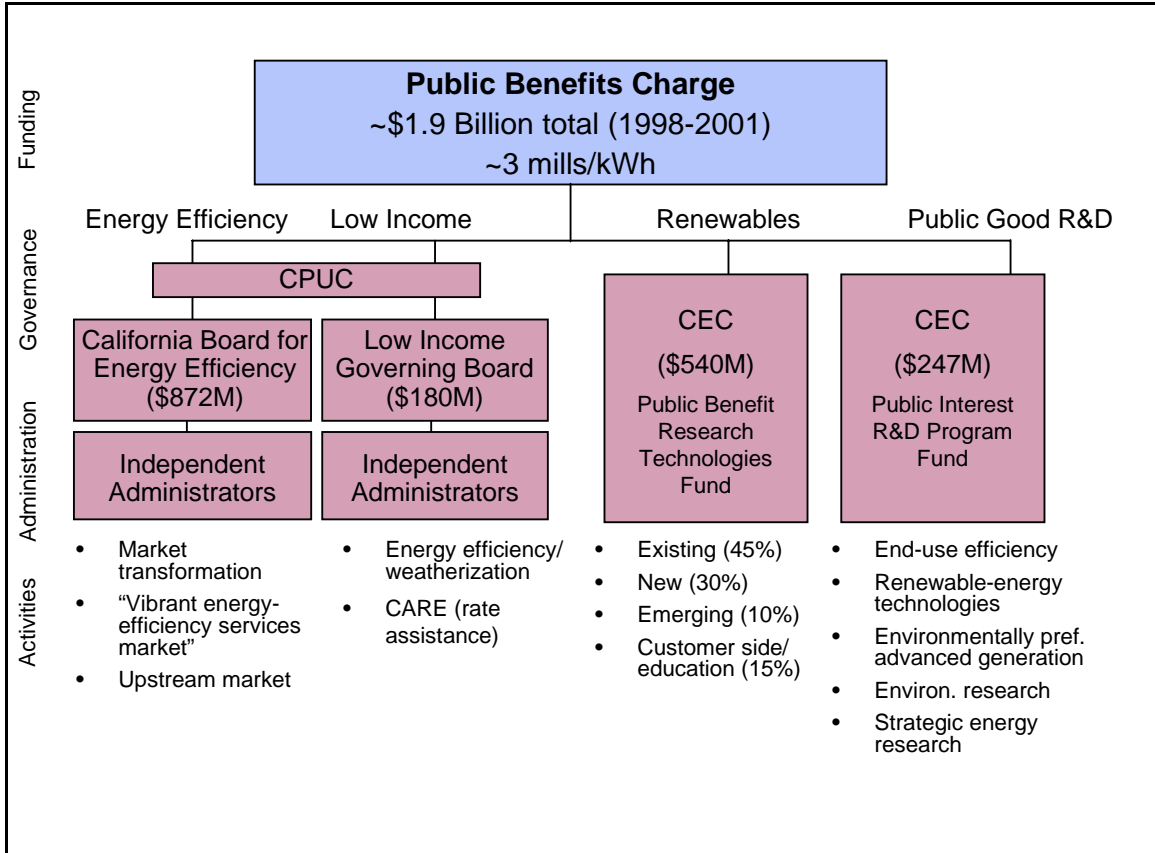 Funding
Public Benefits Charge
~$1.9 Billion total (1998-2001)
~3 mills/kWh
Energy Efficiency
Low Income
Renewables
Public Good R&D
Governance
CPUC
California Board for
Energy Efficiency
($872M)
Low Income
Governing Board
($180M)
CEC
($540M)
Public Benefit
Research
Technologies
Fund
CEC
($247M)
Public Interest
R&D Program
Fund
Administration
Independent
Administrators
Independent
Administrators
Activities
• Market
transformation
• “Vibrant energy-
efficiency services
market”
• Upstream market
• Energy efficiency/
weatherization
• CARE (rate
assistance)
• Existing (45%)
• New (30%)
• Emerging (10%)
• Customer side/
education (15%)
• End-use efficiency
• Renewable-energy
technologies
• Environmentally pref.
advanced generation
• Environ. research
• Strategic energy
research